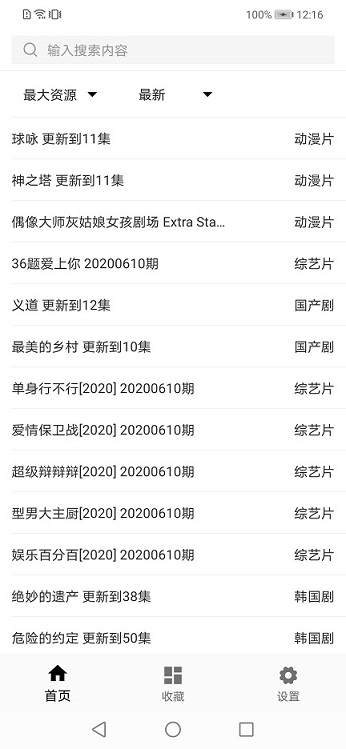 100% 12:16
输入搜索内容
最大资源 最新
球咏 更新到11集 动漫片
神之塔 更新到11集 动漫片
偶像大师灰姑娘女孩剧场 Extra Sta... 动漫片
36题爱上你 20200610期 综艺片
义道 更新到12集 国产剧
最美的乡村 更新到10集 国产剧
单身行不行[2020] 20200610期 综艺片
爱情保卫战[2020] 20200610期 综艺片
超级辩辩辩[2020] 20200610期 综艺片
型男大主厨[2020] 20200610期 综艺片
娱乐百分百[2020] 20200610期 综艺片
绝妙的遗产 更新到38集 韩国剧
危险的约定 更新到50集 韩国剧
首页 收藏 设置